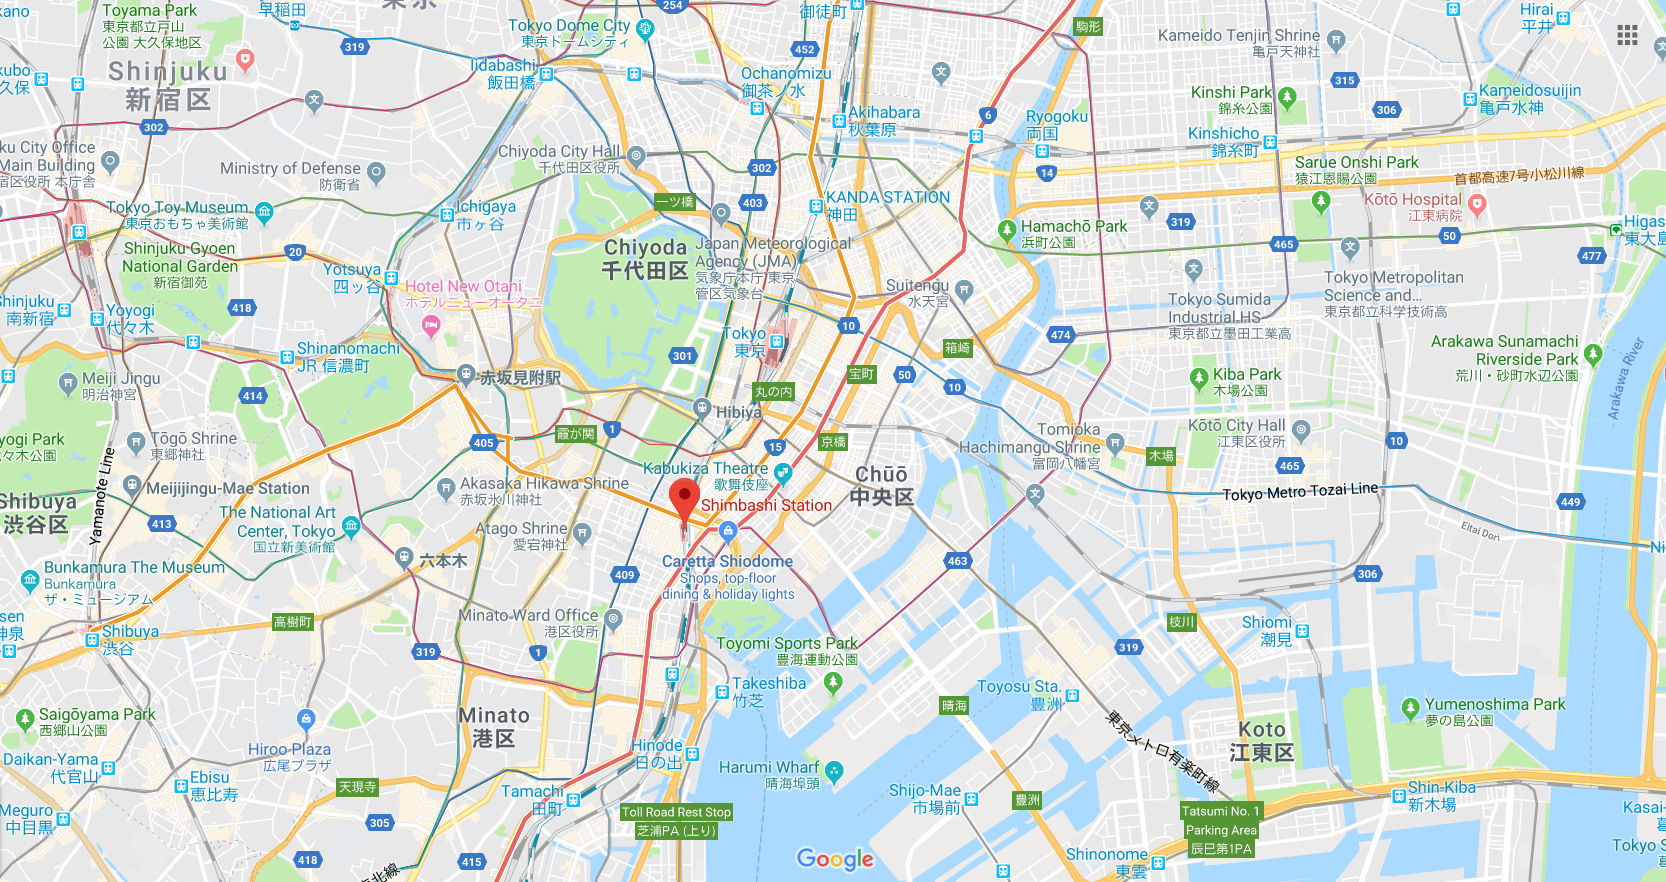 kano
Toyama Park
東京都立戸山
公園 大久保地区
早稲田
東京
254
Tokyo Dome City
東京ドームシティ
御徒町
駒形
Kameido Tenjin Shrine
亀戸天神社
Hirai
平井
319
452
Shinjuku
新宿区
kubo
久保
Iidabashi
飯田橋
Ochanomizu
御茶ノ水
Akihabara
秋葉原
6
Ryogoku
両国
Kinshi Park
錦糸公園
315
306
Kameidosuijin
亀戸水神
Kinshicho
錦糸町
302
ku City Office
Main Building
宿区役所 本庁舎
Ministry of Defense
防衛省
Chiyoda City Hall
千代田区役所
302
14
Sarue Onshi Park
猿江恩賜公園
首都高速7号小松川線
Tokyo Toy Museum
東京おもちゃ美術館
Ichigaya
市ヶ谷
一ツ橋
403
KANDA STATION
神田
Hamachō Park
浜町公園
319
Kōtō Hospital
江東病院
50
Higas
東大島
465
477
Shinjuku Gyoen
National Garden
新宿御苑
20
Yotsuya
四ッ谷
Chiyoda
千代田区
Japan Meteorological
Agency (JMA)
気象庁本庁 東京
管区気象台
Suitengu
水天宮
Tokyo Sumida
Industrial HS
東京都立墨田工業高
Tokyo Metropolitan
Science and...
東京都立科学技術高
Shinjuku
南新宿
Yoyogi
代々木
418
Hotel New Otani
ホテルニューオータニ
Tokyo
東京
10
474
箱崎
Shinanomachi
JR 信濃町
301
Arakawa Sunamachi
Riverside Park
荒川・砂町水辺公園
Arakawa River
Meiji Jingu
明治神宮
414
赤坂見附駅
丸の内
宝町
50
10
Kiba Park
木場公園
Hibiya
yogi Park
代々木公園
Tōgō Shrine
東郷神社
405
霞が関
1
15
京橋
Tomioka
Hachimangu Shrine
富岡八幡宮
木場
Kōtō City Hall
江東区役所
10
465
Yamanote Line
Meijijingu-Mae Station
Akasaka Hikawa Shrine
赤坂氷川神社
Kabukiza Theatre
歌舞伎座
Chūō
中央区
Tokyo Metro Tozai Line
449
Shibuya
渋谷区
413
The National Art
Center, Tokyo
国立新美術館
Atago Shrine
愛宕神社
Shimbashi Station
Eitai Dori
六本木
Caretta Shiodome
Shops, top-floor
dining & holiday lights
409
463
306
Bunkamura The Museum
Bunkamura
ザ・ミュージアム
Minato Ward Office
港区役所
高樹町
枝川
Shiomi
潮見
sen
神泉
Shibuya
渋谷
319
1
Toyomi Sports Park
豊海運動公園
319
Takeshiba
竹芝
Toyosu Sta.
豊洲
晴海
Yumenoshima Park
夢の島公園
Saigōyama Park
西郷山公園
Minato
港区
Koto
江東区
東京メトロ有楽町線
Hiroo Plaza
広尾プラザ
Hinode
日の出
Daikan-Yama
代官山
Ebisu
恵比寿
天現寺
Tamachi
田町
Harumi Wharf
晴海埠頭
Shijo-Mae
市場前
豊洲
Shin-Kiba
新木場
Meguro
中目黒
305
Toll Road Rest Stop
芝浦PA (上り)
Tatsumi No. 1
Parking Area
辰巳第1PA
Kasai-
418
415
Google
Shinonome
東雲
Tokyo S